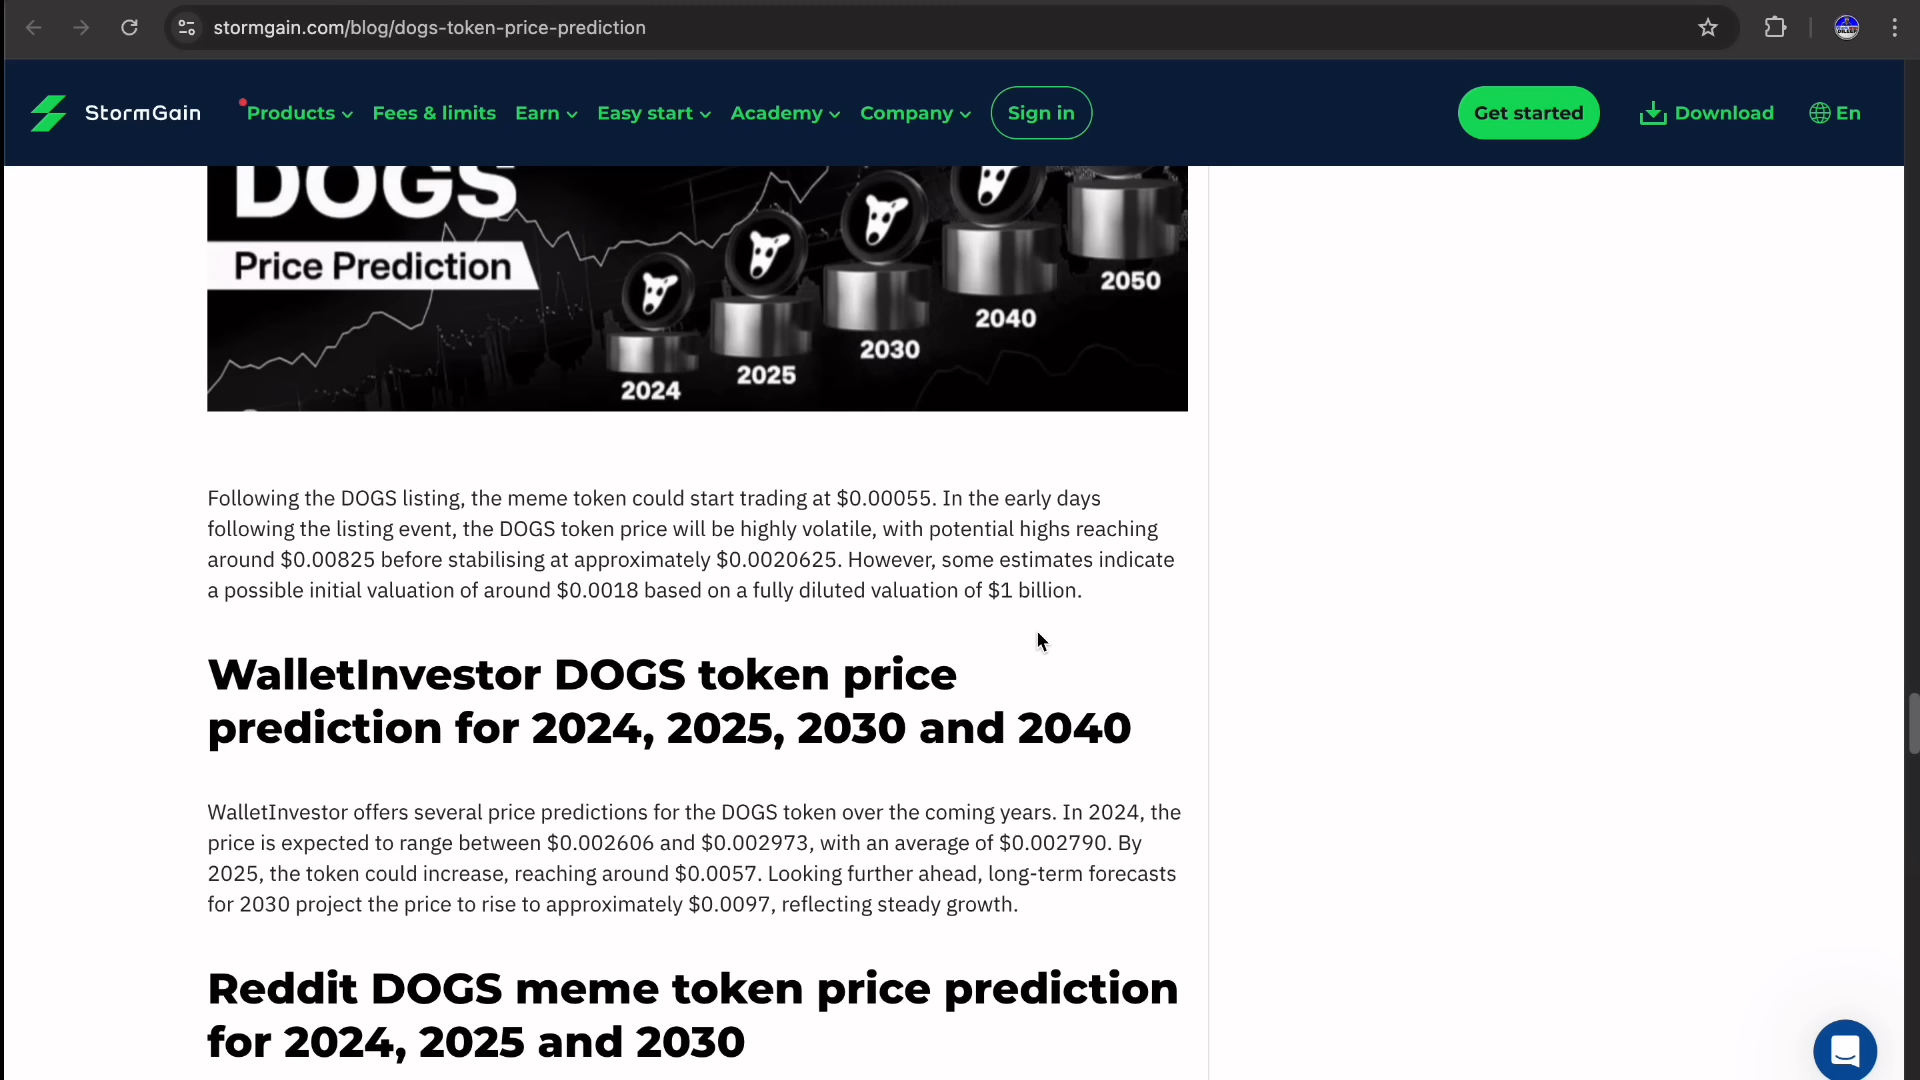 stormgain.com/blog/dogs-token-price-prediction
StormGain
Products
Fees & limits
Earn
Easy start
Academy
Company
Sign in
Get started
Download
En
DOGS
Price Prediction
2024
2025
2030
2040
2050
Following the DOGS listing, the meme token could start trading at $0.00055. In the early days
following the listing event, the DOGS token price will be highly volatile, with potential highs reaching
around $0.00825 before stabilising at approximately $0.0020625. However, some estimates indicate
a possible initial valuation of around $0.0018 based on a fully diluted valuation of $1 billion.
WalletInvestor DOGS token price
prediction for 2024, 2025, 2030 and 2040
WalletInvestor offers several price predictions for the DOGS token over the coming years. In 2024, the
price is expected to range between $0.002606 and $0.002973, with an average of $0.002790. By
2025, the token could increase, reaching around $0.0057. Looking further ahead, long-term forecasts
for 2030 project the price to rise to approximately $0.0097, reflecting steady growth.
Reddit DOGS meme token price prediction
for 2024, 2025 and 2030